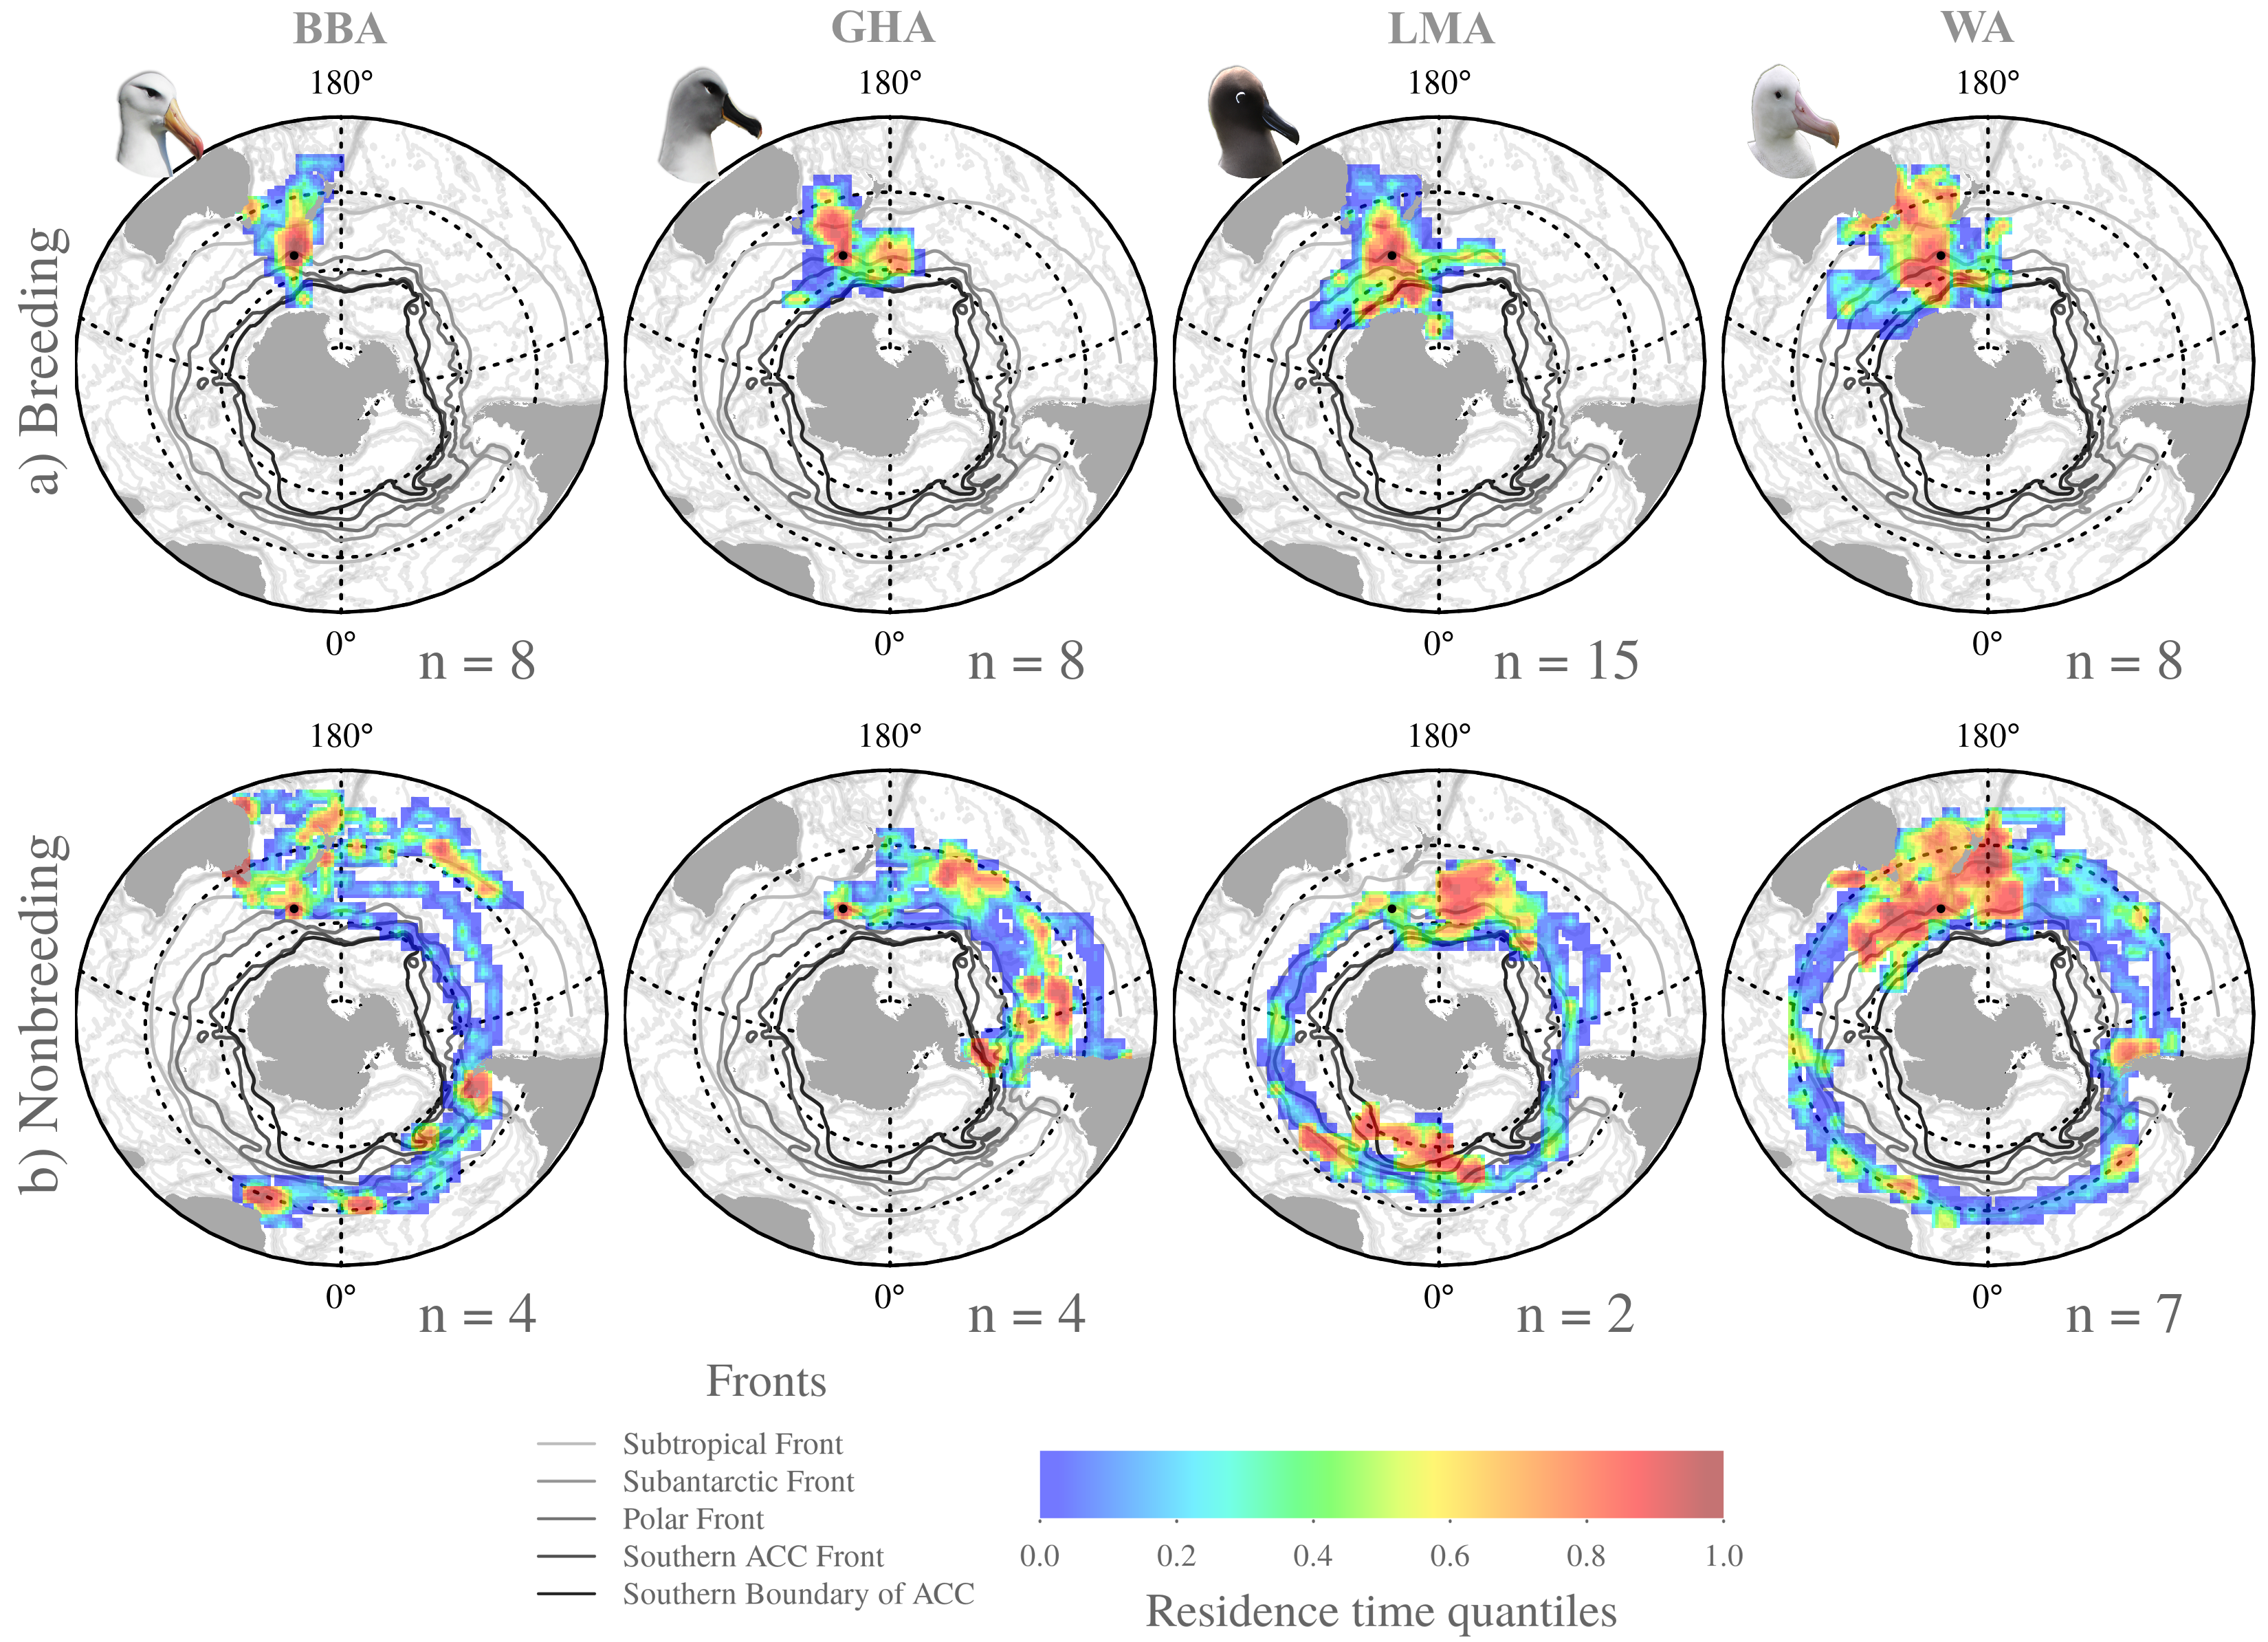 BBA GHA LMA WA
180° 180° 180° 180°
a) Breeding
0° 0° 0° 0°
n = 8 n = 8 n = 15 n = 8
180° 180° 180° 180°
b) Nonbreeding
0° 0° 0° 0°
n = 4 n = 4 n = 2 n = 7
Fronts
Subtropical Front
Subantarctic Front
Polar Front
Southern ACC Front
Southern Boundary of ACC
0.0 0.2 0.4 0.6 0.8 1.0
Residence time quantiles